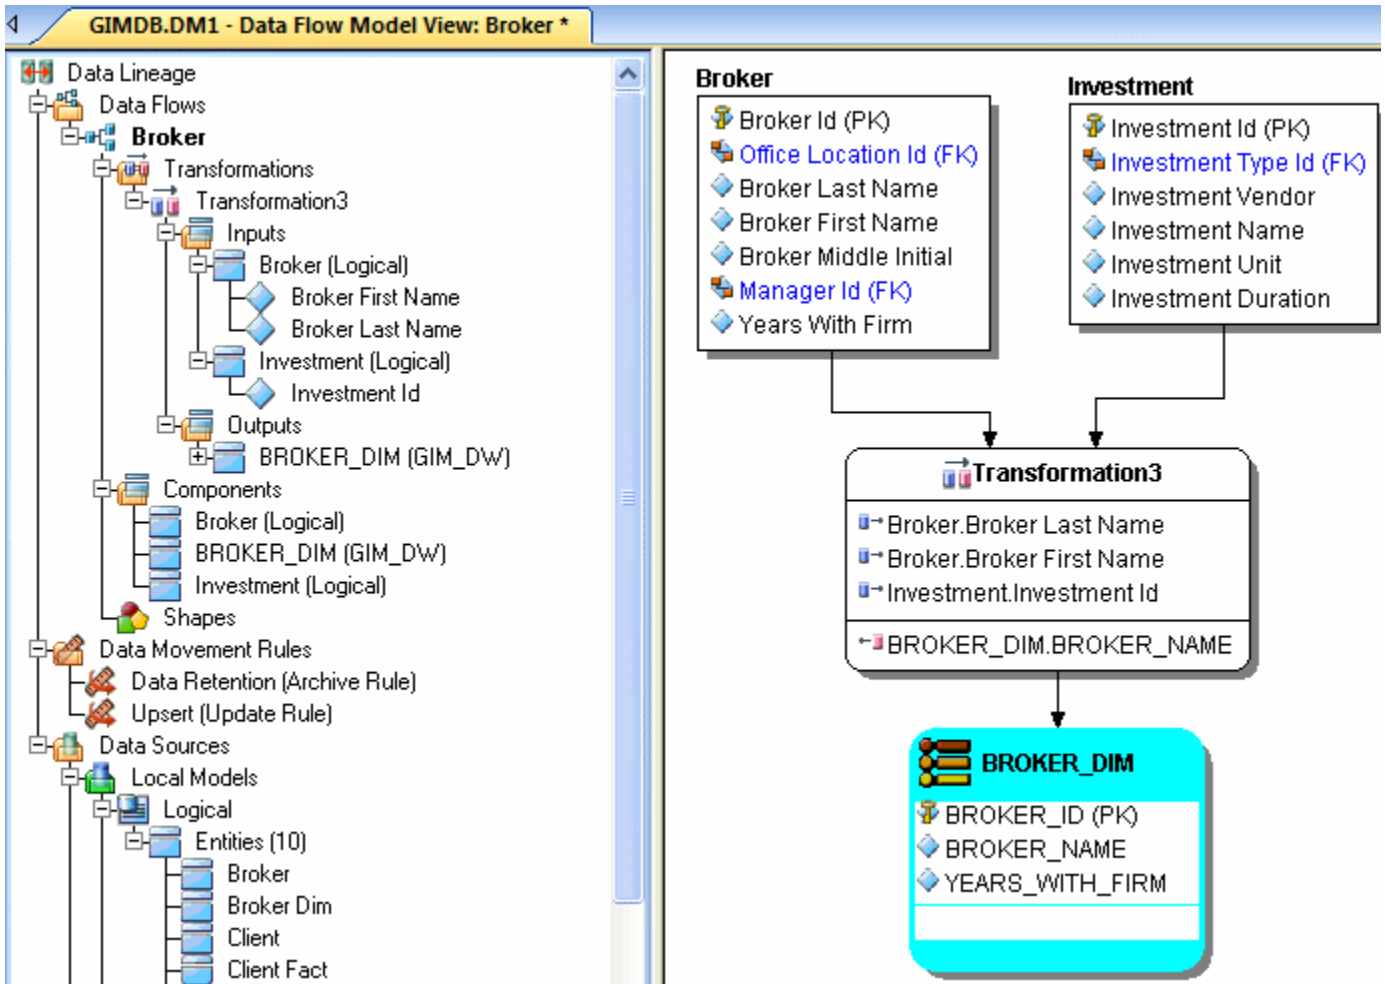 GIMDB.DM1 - Data Flow Model View: Broker *
Data Lineage
Data Flows
Broker
Transformations
Transformation3
Inputs
Broker (Logical)
Broker First Name
Broker Last Name
Investment (Logical)
Investment Id
Outputs
BROKER_DIM (GIM_DW)
Components
Broker (Logical)
BROKER_DIM (GIM_DW)
Investment (Logical)
Shapes
Data Movement Rules
Data Retention (Archive Rule)
Upsert (Update Rule)
Data Sources
Local Models
Logical
Entities (10)
Broker
Broker Dim
Client
Client Fact
Broker
Broker Id (PK)
Office Location Id (FK)
Broker Last Name
Broker First Name
Broker Middle Initial
Manager Id (FK)
Years With Firm
Investment
Investment Id (PK)
Investment Type Id (FK)
Investment Vendor
Investment Name
Investment Unit
Investment Duration
Transformation3
Broker.Broker Last Name
Broker.Broker First Name
Investment.Investment Id
BROKER_DIM.BROKER_NAME
BROKER_DIM
BROKER_ID (PK)
BROKER_NAME
YEARS_WITH_FIRM